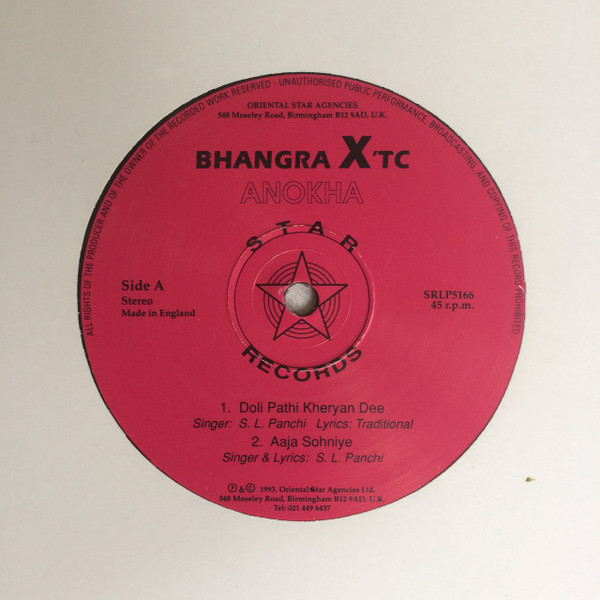 ALL RIGHTS OF THE PRODUCER AND OF THE OWNER OF THE RECORDED WORK RESERVED - UNAUTHORISED PUBLIC PERFORMANCE, BROADCASTING, AND COPYING OF THIS RECORD PROHIBITED
ORIENTAL STAR AGENCIES
548 Moseley Road, Birmingham B12 9AD, U.K.
BHANGRA X'TC
ANOKHA
STAR
Side A
Stereo
Made in England
SRLP5166
45 r.p.m.
RECORDS
1. Doli Pathi Kheryan Dee
Singer: S. L. Panchi Lyrics: Traditional
2. Aaja Sohniye
Singer & Lyrics: S. L. Panchi
℗ & © 1993. Oriental Star Agencies Ltd.
548 Moseley Road, Birmingham B12 9AD, U.K.
Tel: 021 449 6437